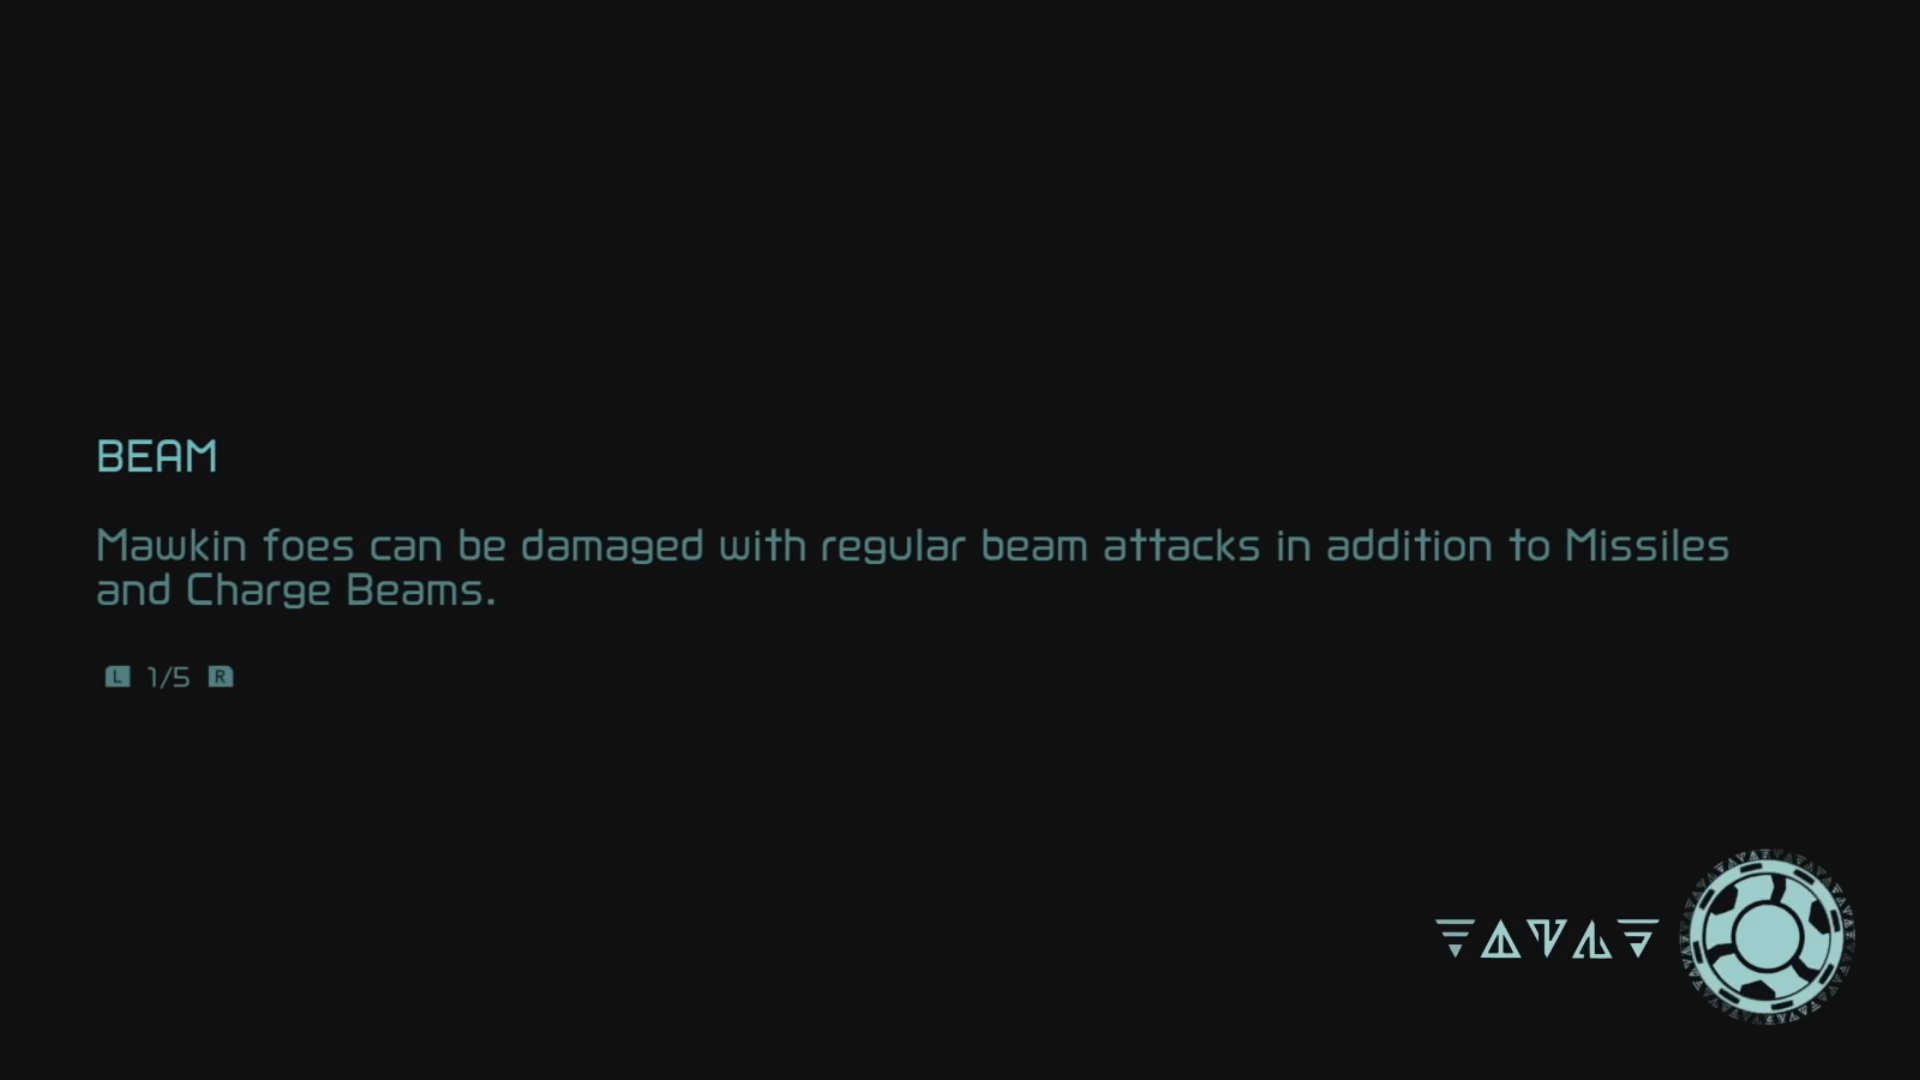 BEAM
Mawkin foes can be damaged with regular beam attacks in addition to Missiles
and Charge Beams.
L 1/5 R